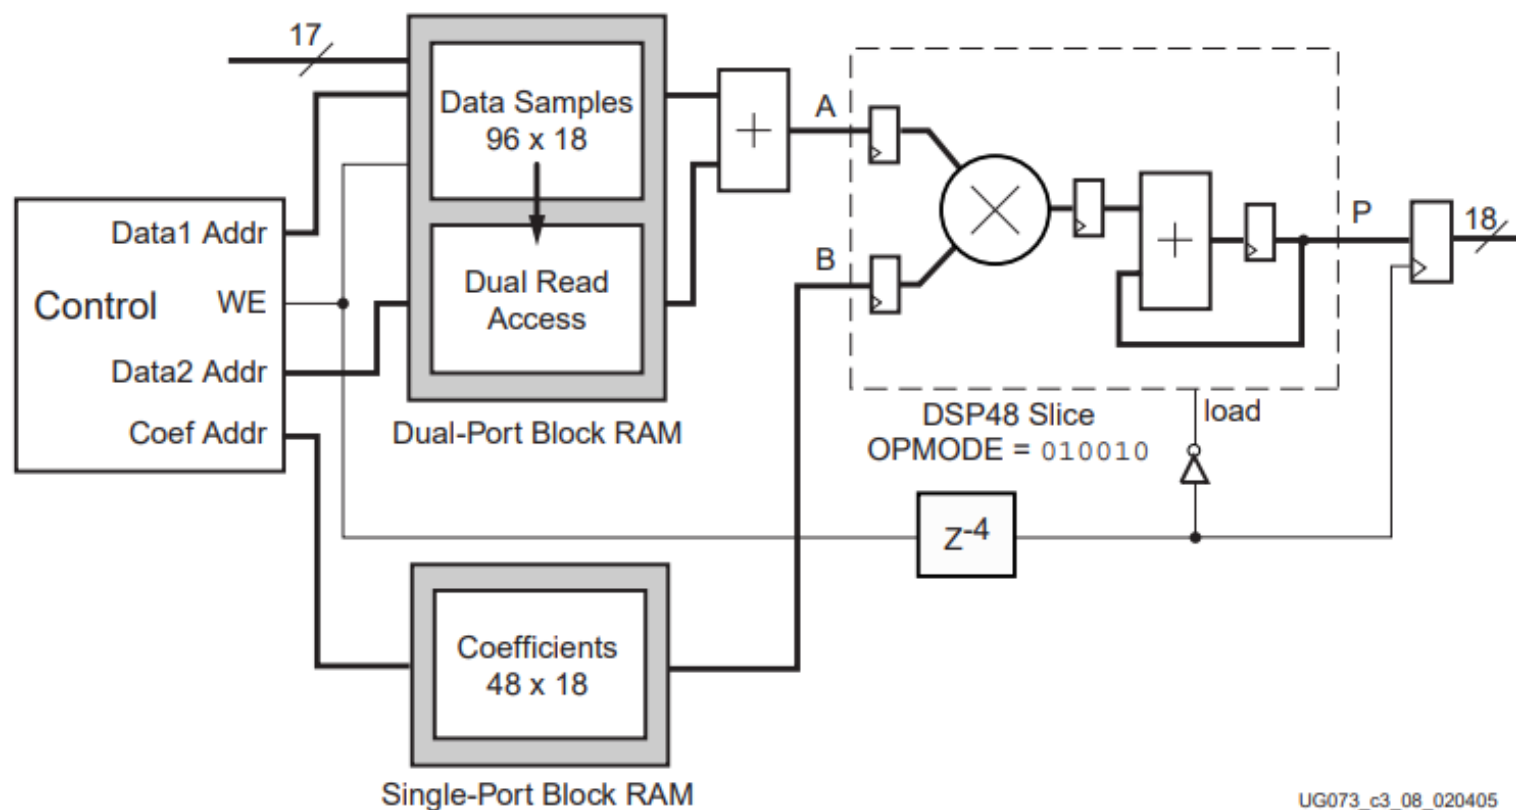 17
Data Samples
96 x 18
Dual Read
Access
Dual-Port Block RAM
Control
Data1 Addr
WE
Data2 Addr
Coef Addr
Coefficients
48 x 18
Single-Port Block RAM
+
A
B
+
P
18
DSP48 Slice
OPMODE = 010010
load
Z-4
UG073_c3_08_020405